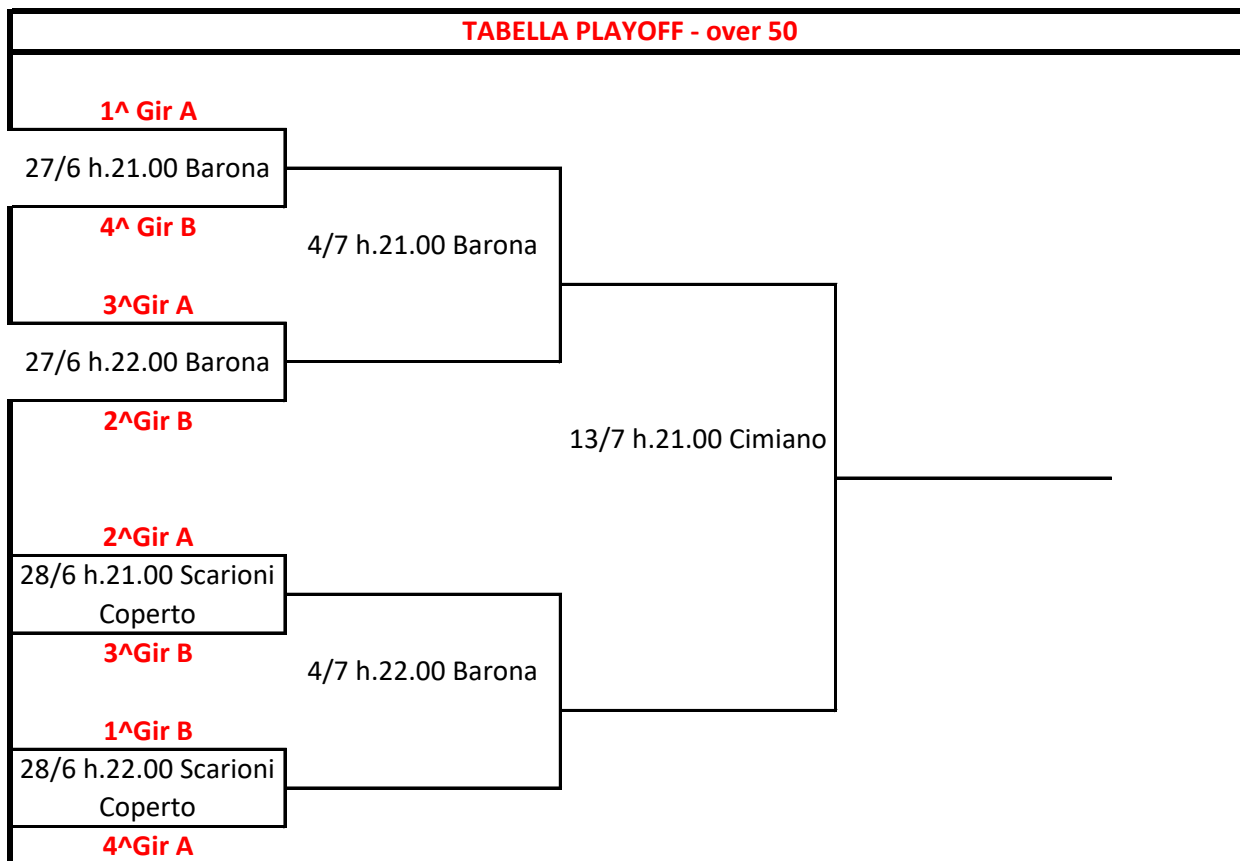 TABELLA PLAYOFF - over 50
1^ Gir A
27/6 h.21.00 Barona
4^ Gir B
4/7 h.21.00 Barona
3^Gir A
27/6 h.22.00 Barona
2^Gir B
13/7 h.21.00 Cimiano
2^Gir A
28/6 h.21.00 Scarioni
Coperto
3^Gir B
4/7 h.22.00 Barona
1^Gir B
28/6 h.22.00 Scarioni
Coperto
4^Gir A